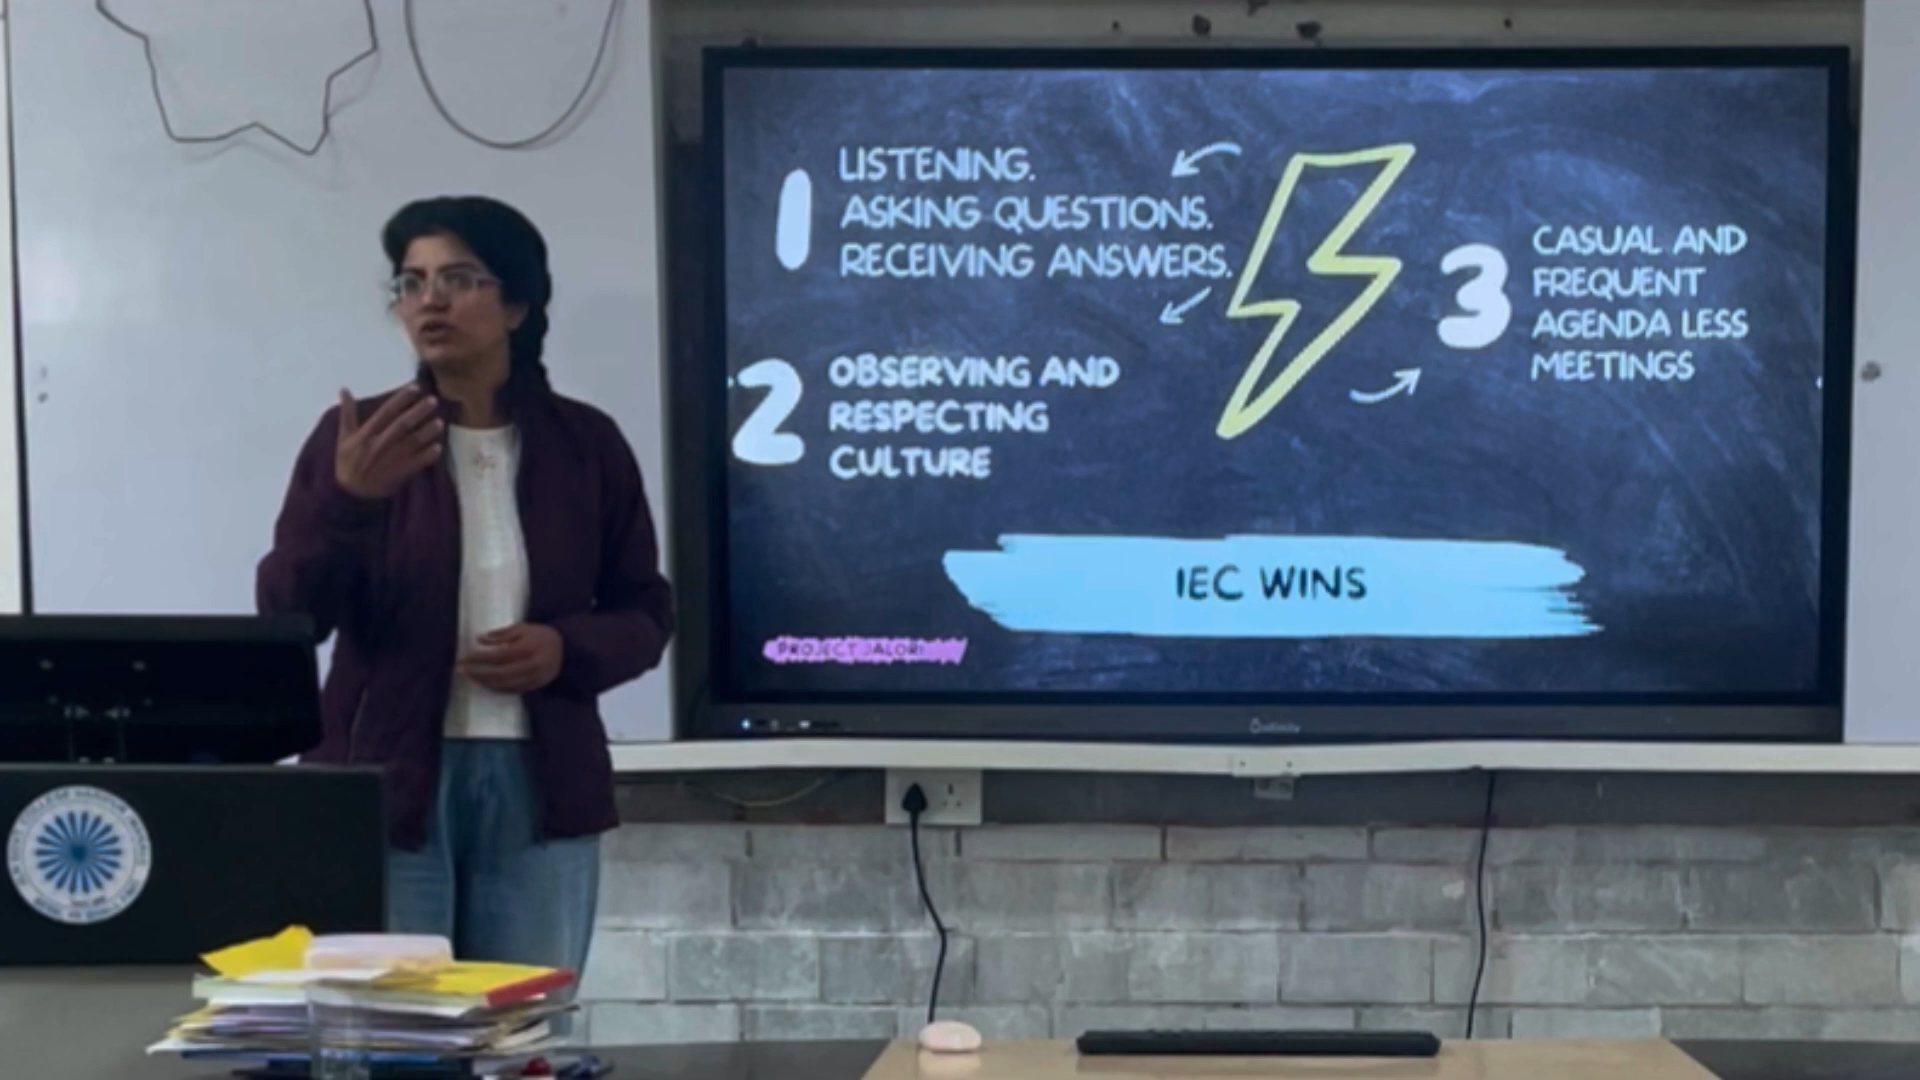 1
LISTENING.
ASKING QUESTIONS.
RECEIVING ANSWERS.
2
OBSERVING AND
RESPECTING
CULTURE
3
CASUAL AND
FREQUENT
AGENDA LESS
MEETINGS
IEC WINS
PROJECT JALORI